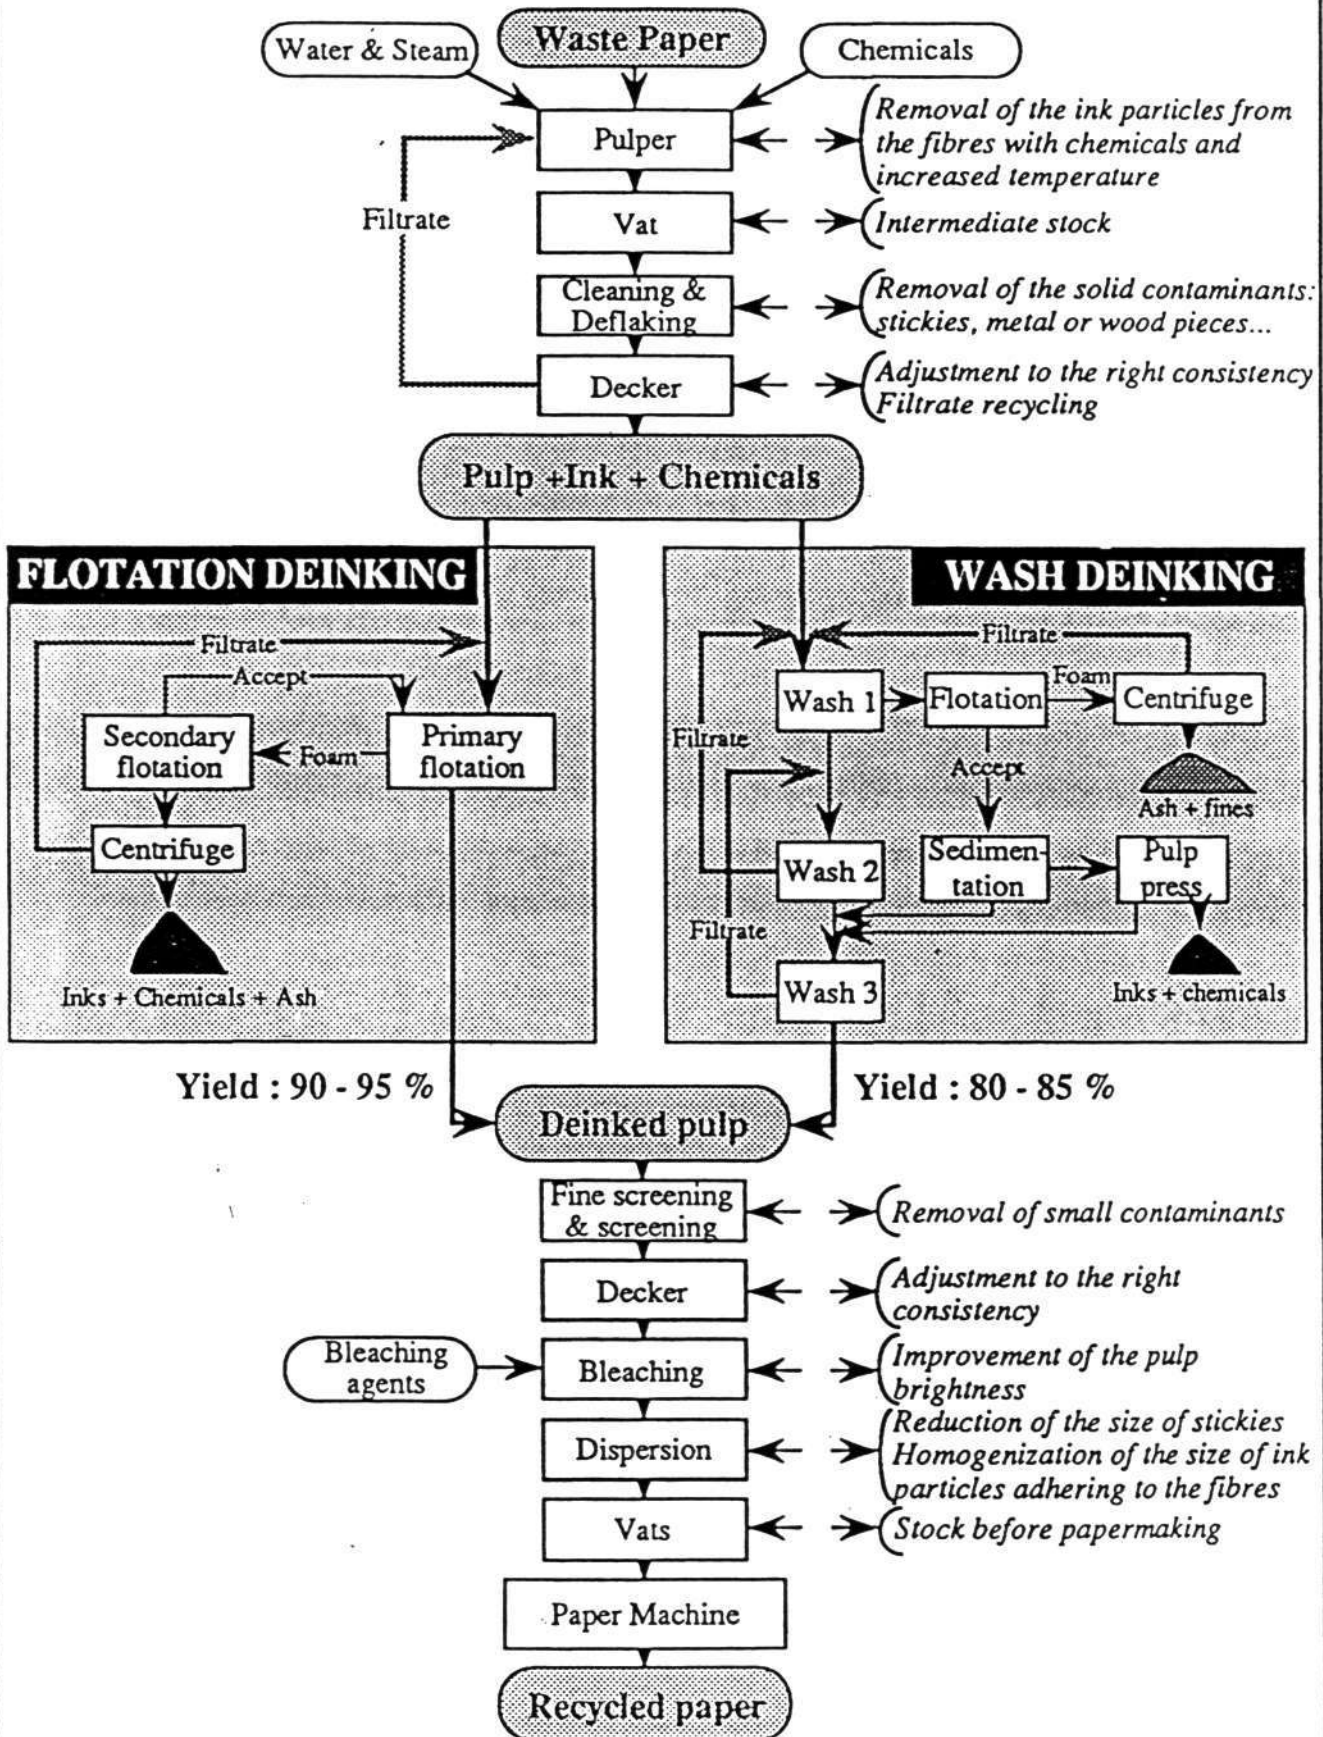 Water & Steam
Waste Paper
Chemicals
Pulper
Removal of the ink particles from
the fibres with chemicals and
increased temperature
Filtrate
Vat
Intermediate stock
Cleaning &
Deflaking
Removal of the solid contaminants:
stickies, metal or wood pieces...
Decker
Adjustment to the right consistency
Filtrate recycling
Pulp +Ink + Chemicals
FLOTATION DEINKING
Filtrate
Accept
Secondary
flotation
Foam
Primary
flotation
Centrifuge
Inks + Chemicals + Ash
Yield : 90 - 95 %
WASH DEINKING
Filtrate
Wash 1
Flotation
Foam
Centrifuge
Filtrate
Accept
Ash + fines
Wash 2
Sedimen-
tation
Pulp
press
Filtrate
Wash 3
Inks + chemicals
Yield : 80 - 85 %
Deinked pulp
Fine screening
& screening
Removal of small contaminants
Decker
Adjustment to the right
consistency
Bleaching
agents
Bleaching
Improvement of the pulp
brightness
Dispersion
Reduction of the size of stickies
Homogenization of the size of ink
particles adhering to the fibres
Vats
Stock before papermaking
Paper Machine
Recycled paper